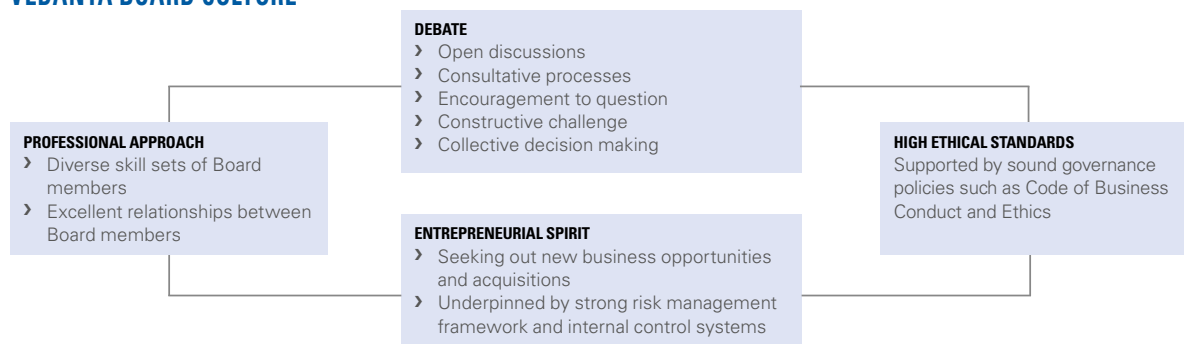 VEDANTA BOARD CULTURE
DEBATE
› Open discussions
› Consultative processes
› Encouragement to question
› Constructive challenge
› Collective decision making
PROFESSIONAL APPROACH
› Diverse skill sets of Board
members
› Excellent relationships between
Board members
HIGH ETHICAL STANDARDS
Supported by sound governance
policies such as Code of Business
Conduct and Ethics
ENTREPRENEURIAL SPIRIT
› Seeking out new business opportunities
and acquisitions
› Underpinned by strong risk management
framework and internal control systems